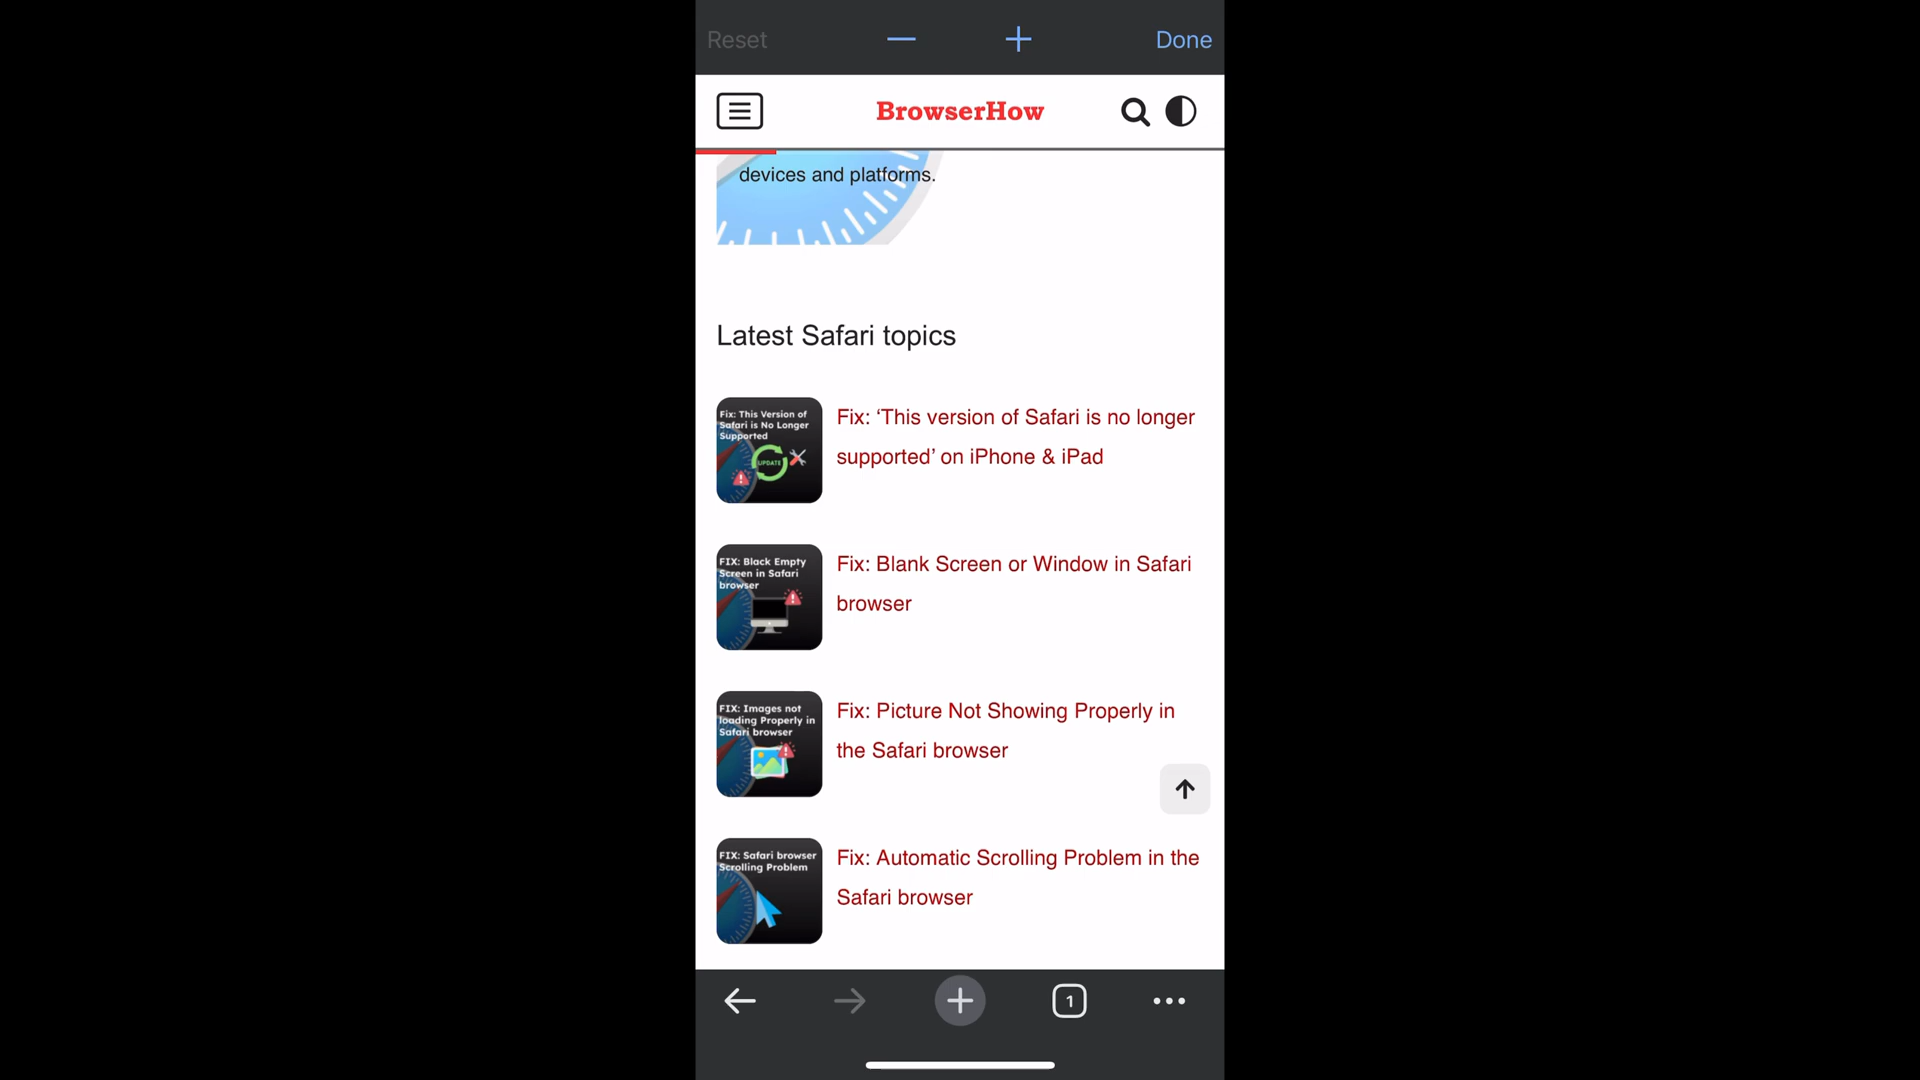 Reset
Done
BrowserHow
devices and platforms.
Latest Safari topics
Fix: This Version of
Safari is No Longer
Supported
UPDATE
Fix: ‘This version of Safari is no longer
supported’ on iPhone & iPad
FIX: Black Empty
Screen in Safari
browser
Fix: Blank Screen or Window in Safari
browser
FIX: Images not
loading Properly in
Safari browser
Fix: Picture Not Showing Properly in
the Safari browser
FIX: Safari browser
Scrolling Problem
Fix: Automatic Scrolling Problem in the
Safari browser
1